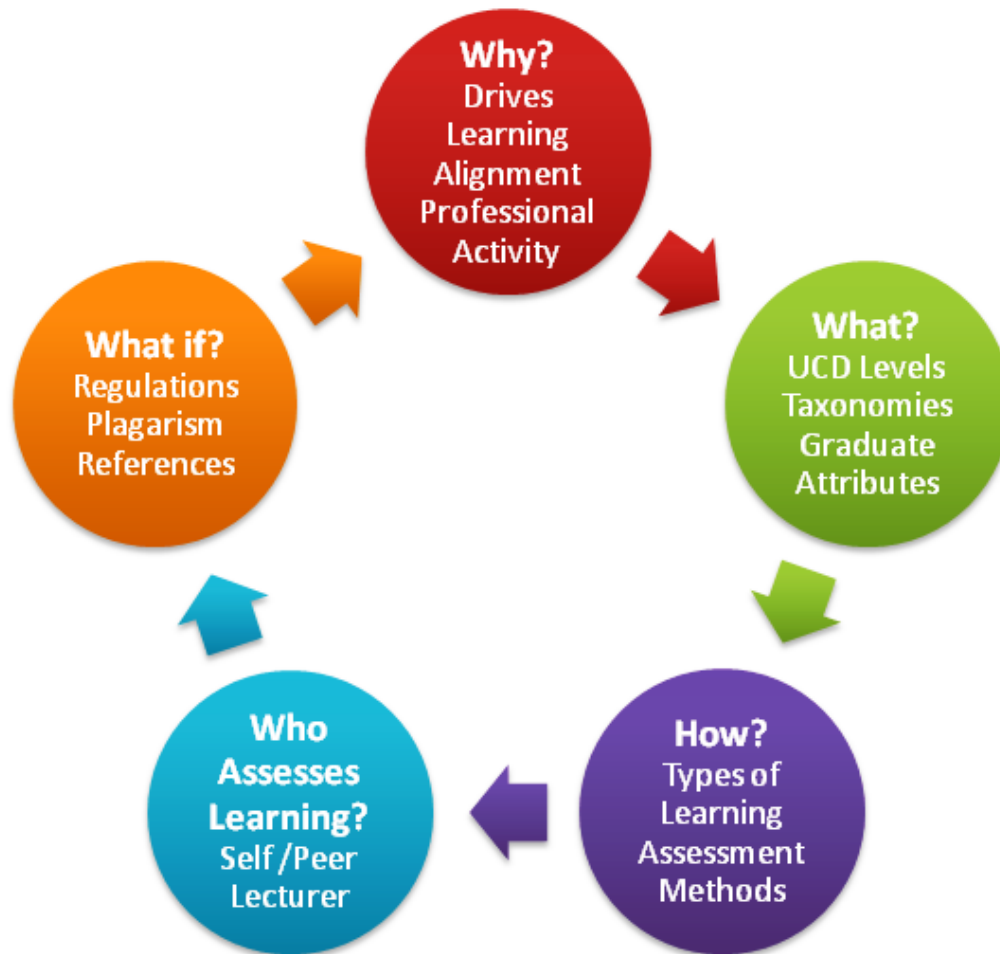 Why?
Drives
Learning
Alignment
Professional
Activity
What?
UCD Levels
Taxonomies
Graduate
Attributes
How?
Types of
Learning
Assessment
Methods
Who
Assesses
Learning?
Self /Peer
Lecturer
What if?
Regulations
Plagarism
References